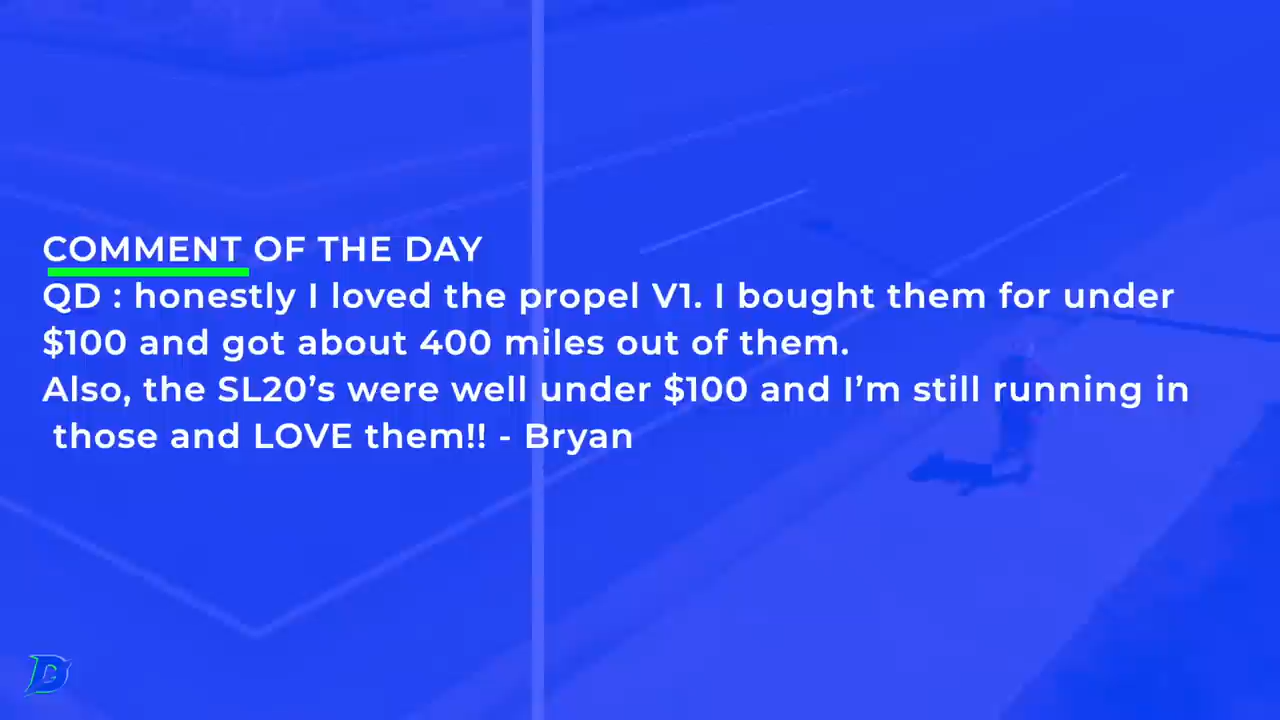 COMMENT OF THE DAY
QD : honestly I loved the propel V1. I bought them for under
$100 and got about 400 miles out of them.
Also, the SL20’s were well under $100 and I’m still running in
those and LOVE them!! - Bryan